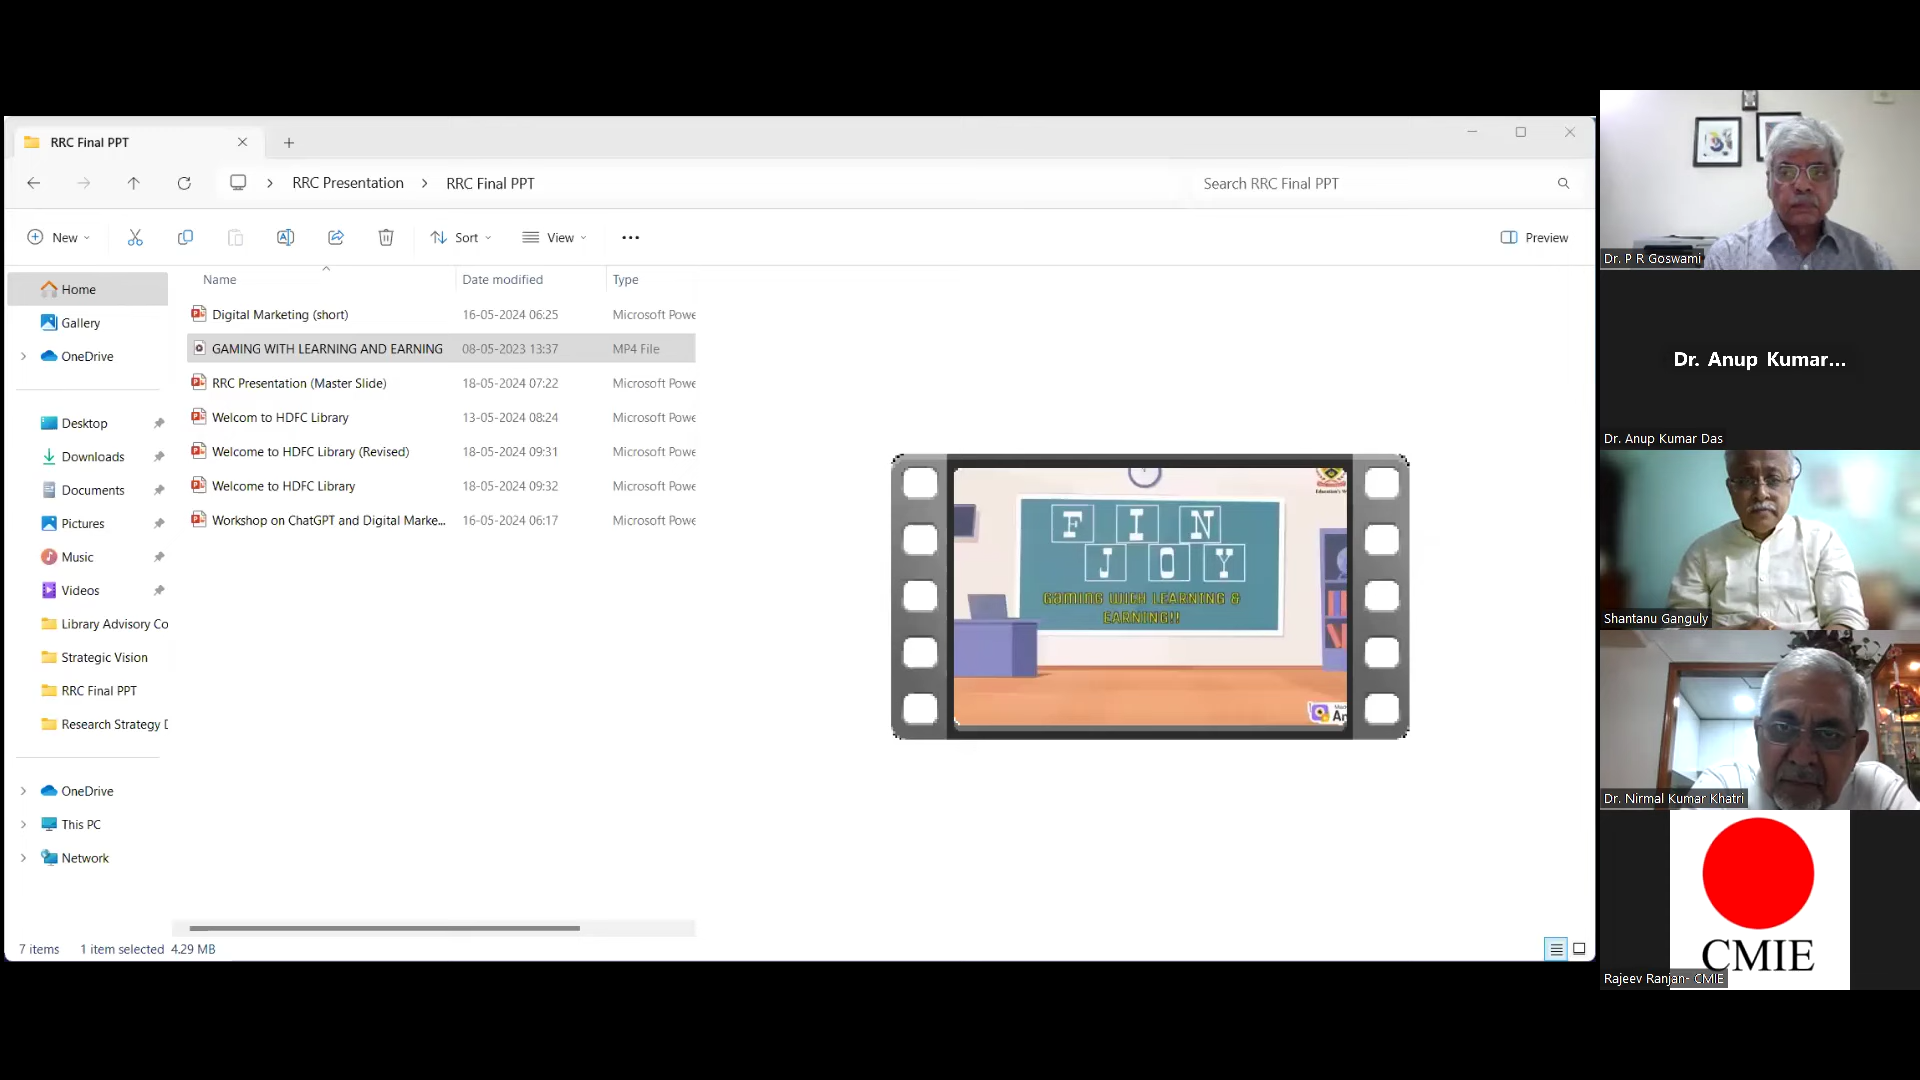 RRC Final PPT
RRC Presentation
RRC Final PPT
Search RRC Final PPT
New
Sort
View
Preview
Name Date modified Type
Home
Gallery
OneDrive
Desktop
Downloads
Documents
Pictures
Music
Videos
Library Advisory Co
Strategic Vision
RRC Final PPT
Research Strategy D
OneDrive
This PC
Network
Digital Marketing (short) 16-05-2024 06:25 Microsoft Powe
GAMING WITH LEARNING AND EARNING 08-05-2023 13:37 MP4 File
RRC Presentation (Master Slide) 18-05-2024 07:22 Microsoft Powe
Welcom to HDFC Library 13-05-2024 08:24 Microsoft Powe
Welcome to HDFC Library (Revised) 18-05-2024 09:31 Microsoft Powe
Welcome to HDFC Library 18-05-2024 09:32 Microsoft Powe
Workshop on ChatGPT and Digital Marke... 16-05-2024 06:17 Microsoft Powe
FIN
JOY
GAMING WITH LEARNING &
EARNING!!
7 items 1 item selected 4.29 MB
Dr. P R Goswami
Dr. Anup Kumar...
Dr. Anup Kumar Das
Shantanu Ganguly
Dr. Nirmal Kumar Khatri
CMIE
Rajeev Ranjan- CMIE